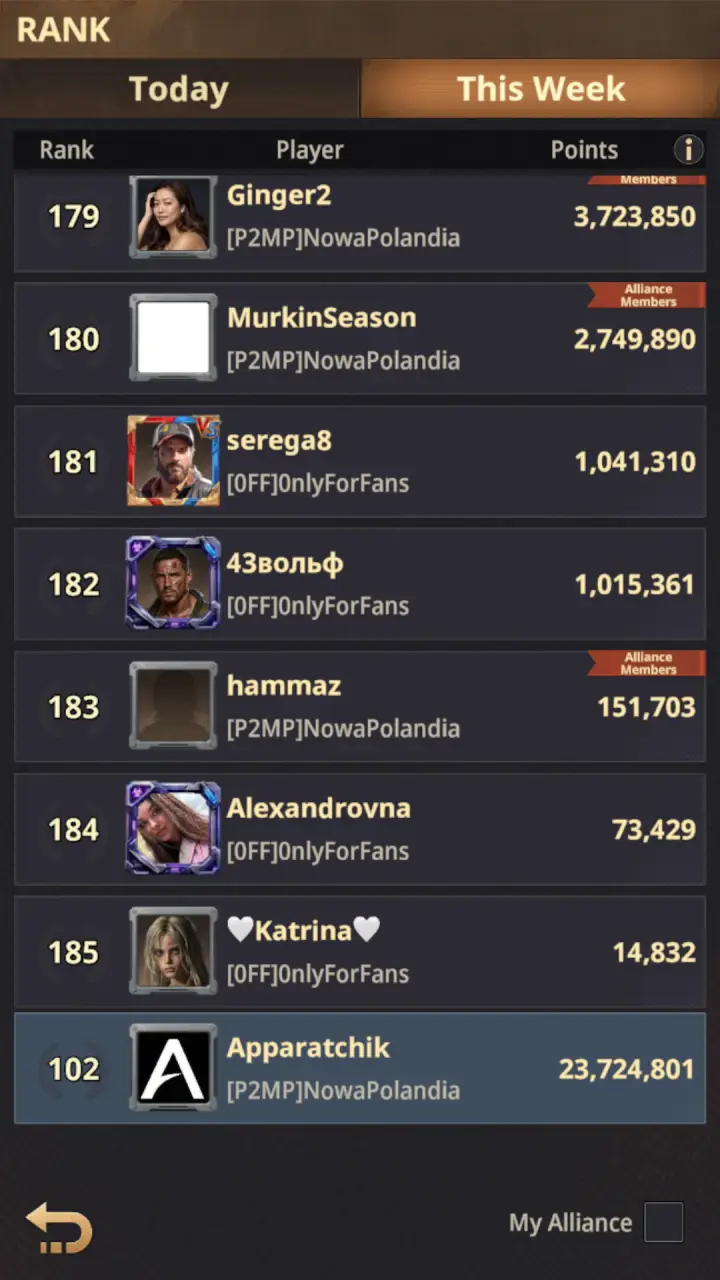 RANK
Today
This Week
Rank
Player
Points
i
Members
179
Ginger2
[P2MP]NowaPolandia
3,723,850
Alliance
Members
180
MurkinSeason
[P2MP]NowaPolandia
2,749,890
VS
181
serega8
[0FF]0nlyForFans
1,041,310
182
43вольф
[0FF]0nlyForFans
1,015,361
Alliance
Members
183
hammaz
[P2MP]NowaPolandia
151,703
184
Alexandrovna
[0FF]0nlyForFans
73,429
185
🤍Katrina🤍
[0FF]0nlyForFans
14,832
102
A
Apparatchik
[P2MP]NowaPolandia
23,724,801
My Alliance